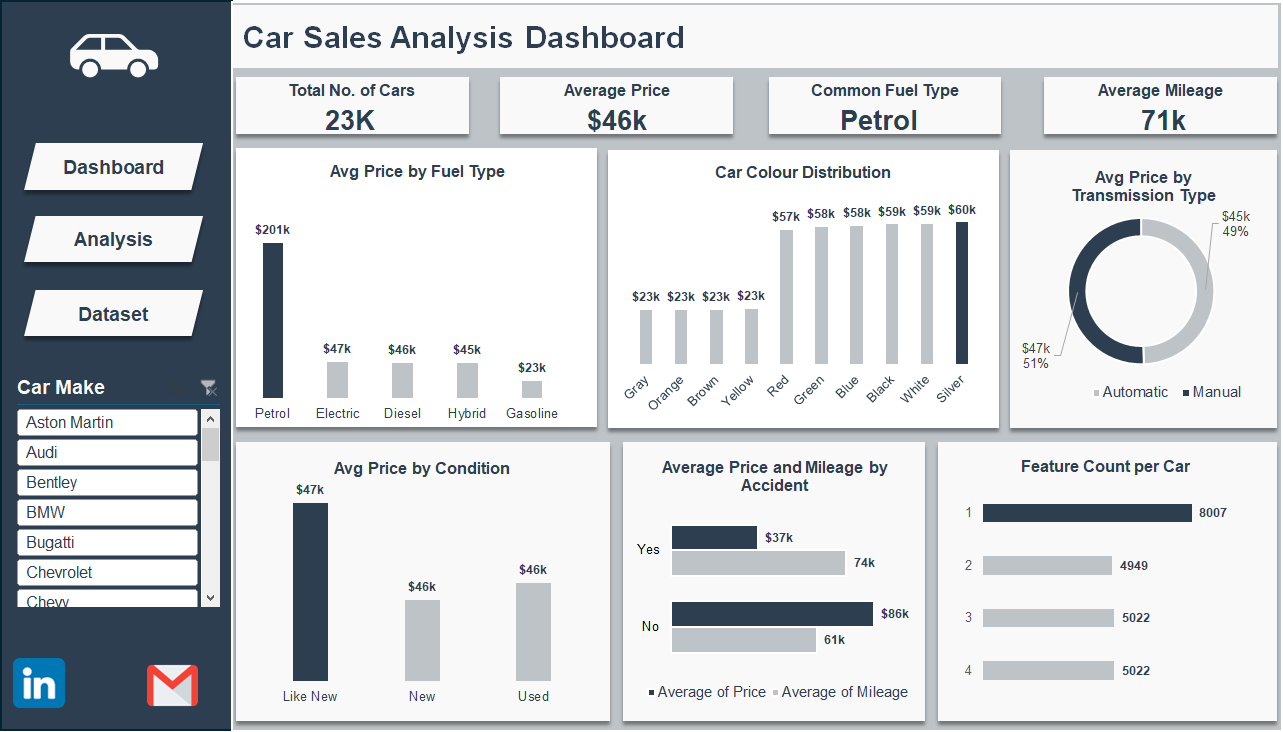 Car Sales Analysis Dashboard
Total No. of Cars
23K
Average Price
$46k
Common Fuel Type
Petrol
Average Mileage
71k
Dashboard
Analysis
Dataset
Car Make
Aston Martin
Audi
Bentley
BMW
Bugatti
Chevrolet
Chevy
in
Avg Price by Fuel Type
$201k
$47k
$46k
$45k
$23k
Petrol
Electric
Diesel
Hybrid
Gasoline
Car Colour Distribution
$23k
$23k
$23k
$23k
$57k
$58k
$58k
$59k
$59k
$60k
Gray
Orange
Brown
Yellow
Red
Green
Blue
Black
White
Silver
Avg Price by
Transmission Type
$45k
49%
$47k
51%
Automatic
Manual
Avg Price by Condition
$47k
$46k
$46k
Like New
New
Used
Average Price and Mileage by
Accident
Yes
$37k
74k
No
$86k
61k
Average of Price
Average of Mileage
Feature Count per Car
1
8007
2
4949
3
5022
4
5022